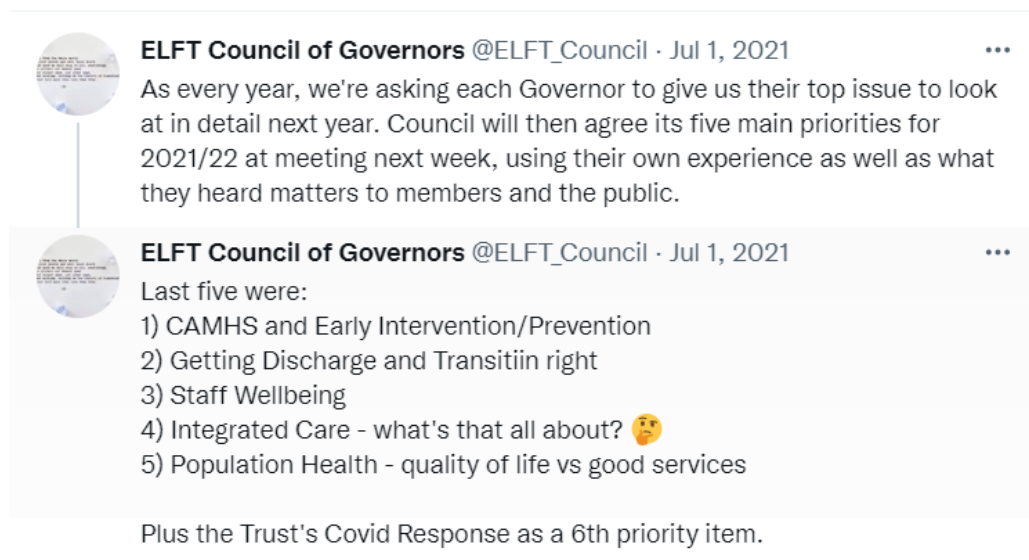 ELFT Council of Governors @ELFT_Council · Jul 1, 2021
As every year, we're asking each Governor to give us their top issue to look
at in detail next year. Council will then agree its five main priorities for
2021/22 at meeting next week, using their own experience as well as what
they heard matters to members and the public.
ELFT Council of Governors @ELFT_Council · Jul 1, 2021
Last five were:
1) CAMHS and Early Intervention/Prevention
2) Getting Discharge and Transitiin right
3) Staff Wellbeing
4) Integrated Care - what's that all about? 🤔
5) Population Health - quality of life vs good services
Plus the Trust's Covid Response as a 6th priority item.